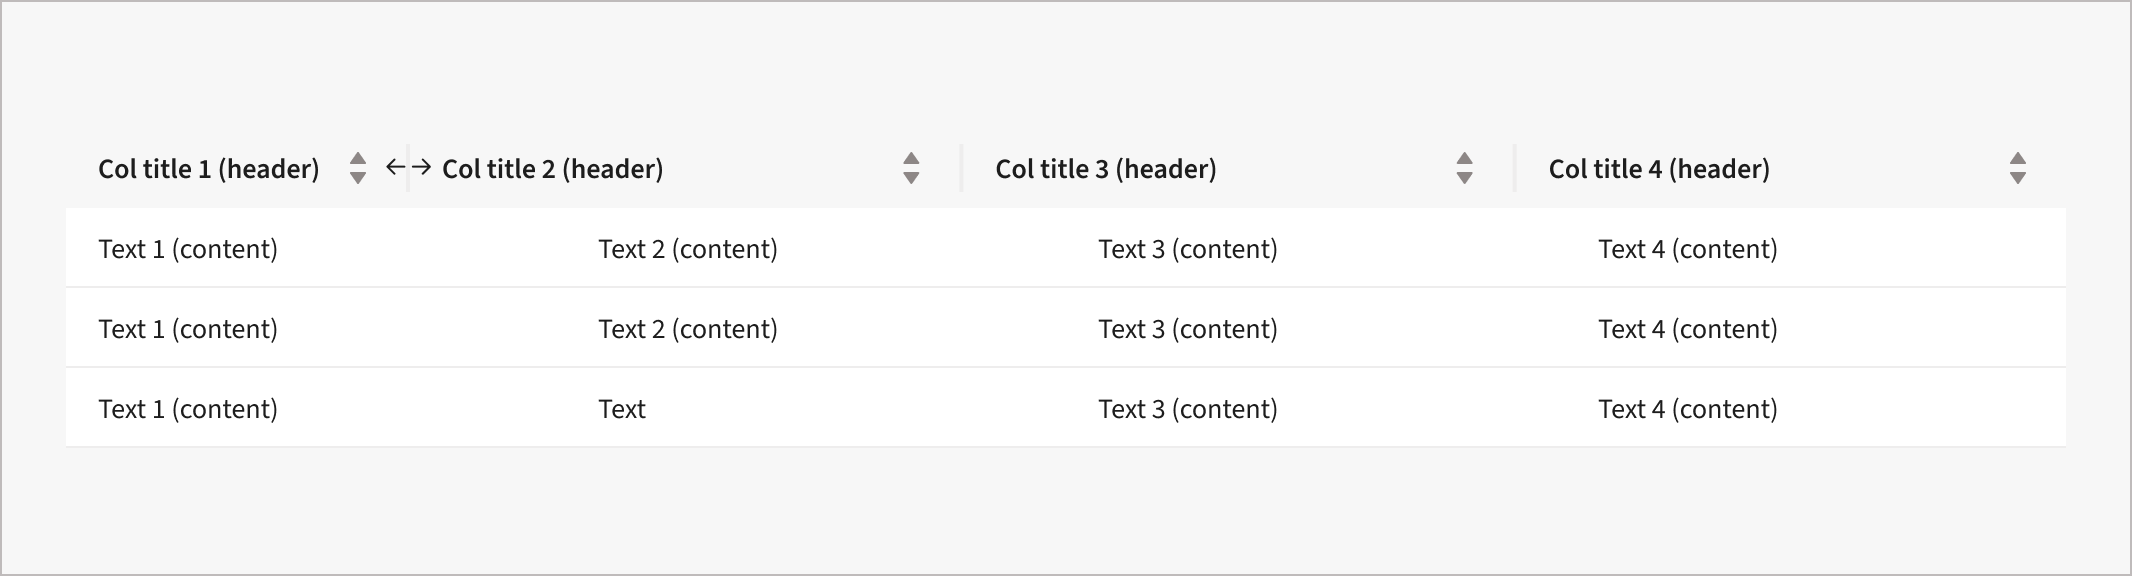 Col title 1 (header) Col title 2 (header) Col title 3 (header) Col title 4 (header)
Text 1 (content) Text 2 (content) Text 3 (content) Text 4 (content)
Text 1 (content) Text 2 (content) Text 3 (content) Text 4 (content)
Text 1 (content) Text Text 3 (content) Text 4 (content)